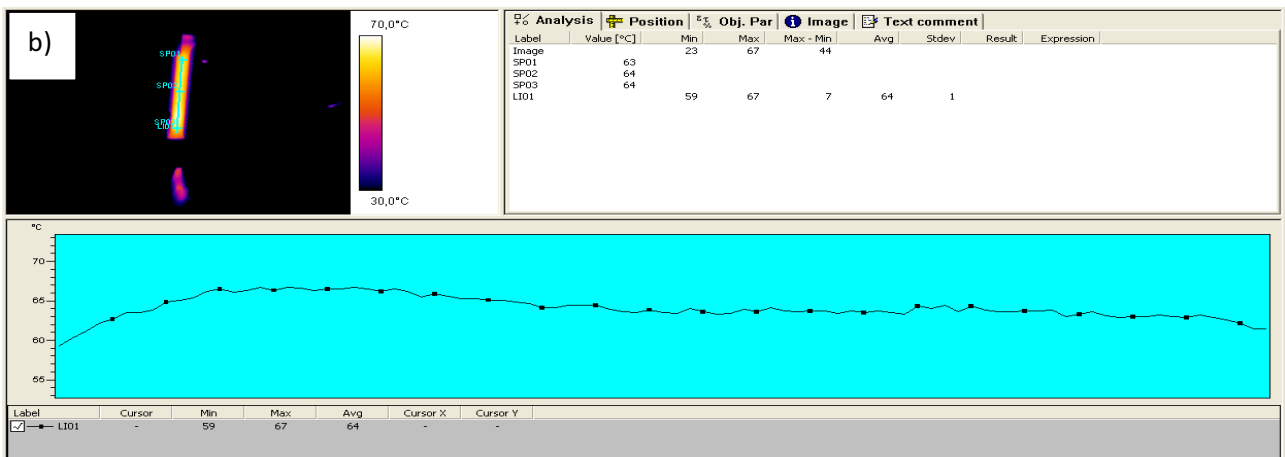 b)
70,0°C
SP01
SP03
LI01
30,0°C
Analysis Position Obj. Par Image Text comment
Label Value [°C] Min Max Max - Min Avg Stdev Result Expression
Image 23 67 44
SP01 63
SP02 64
SP03 64
LI01 59 67 7 64 1
°C
70
65
60
55
Label Cursor Min Max Avg Cursor X Cursor Y
LI01 - 59 67 64 - -